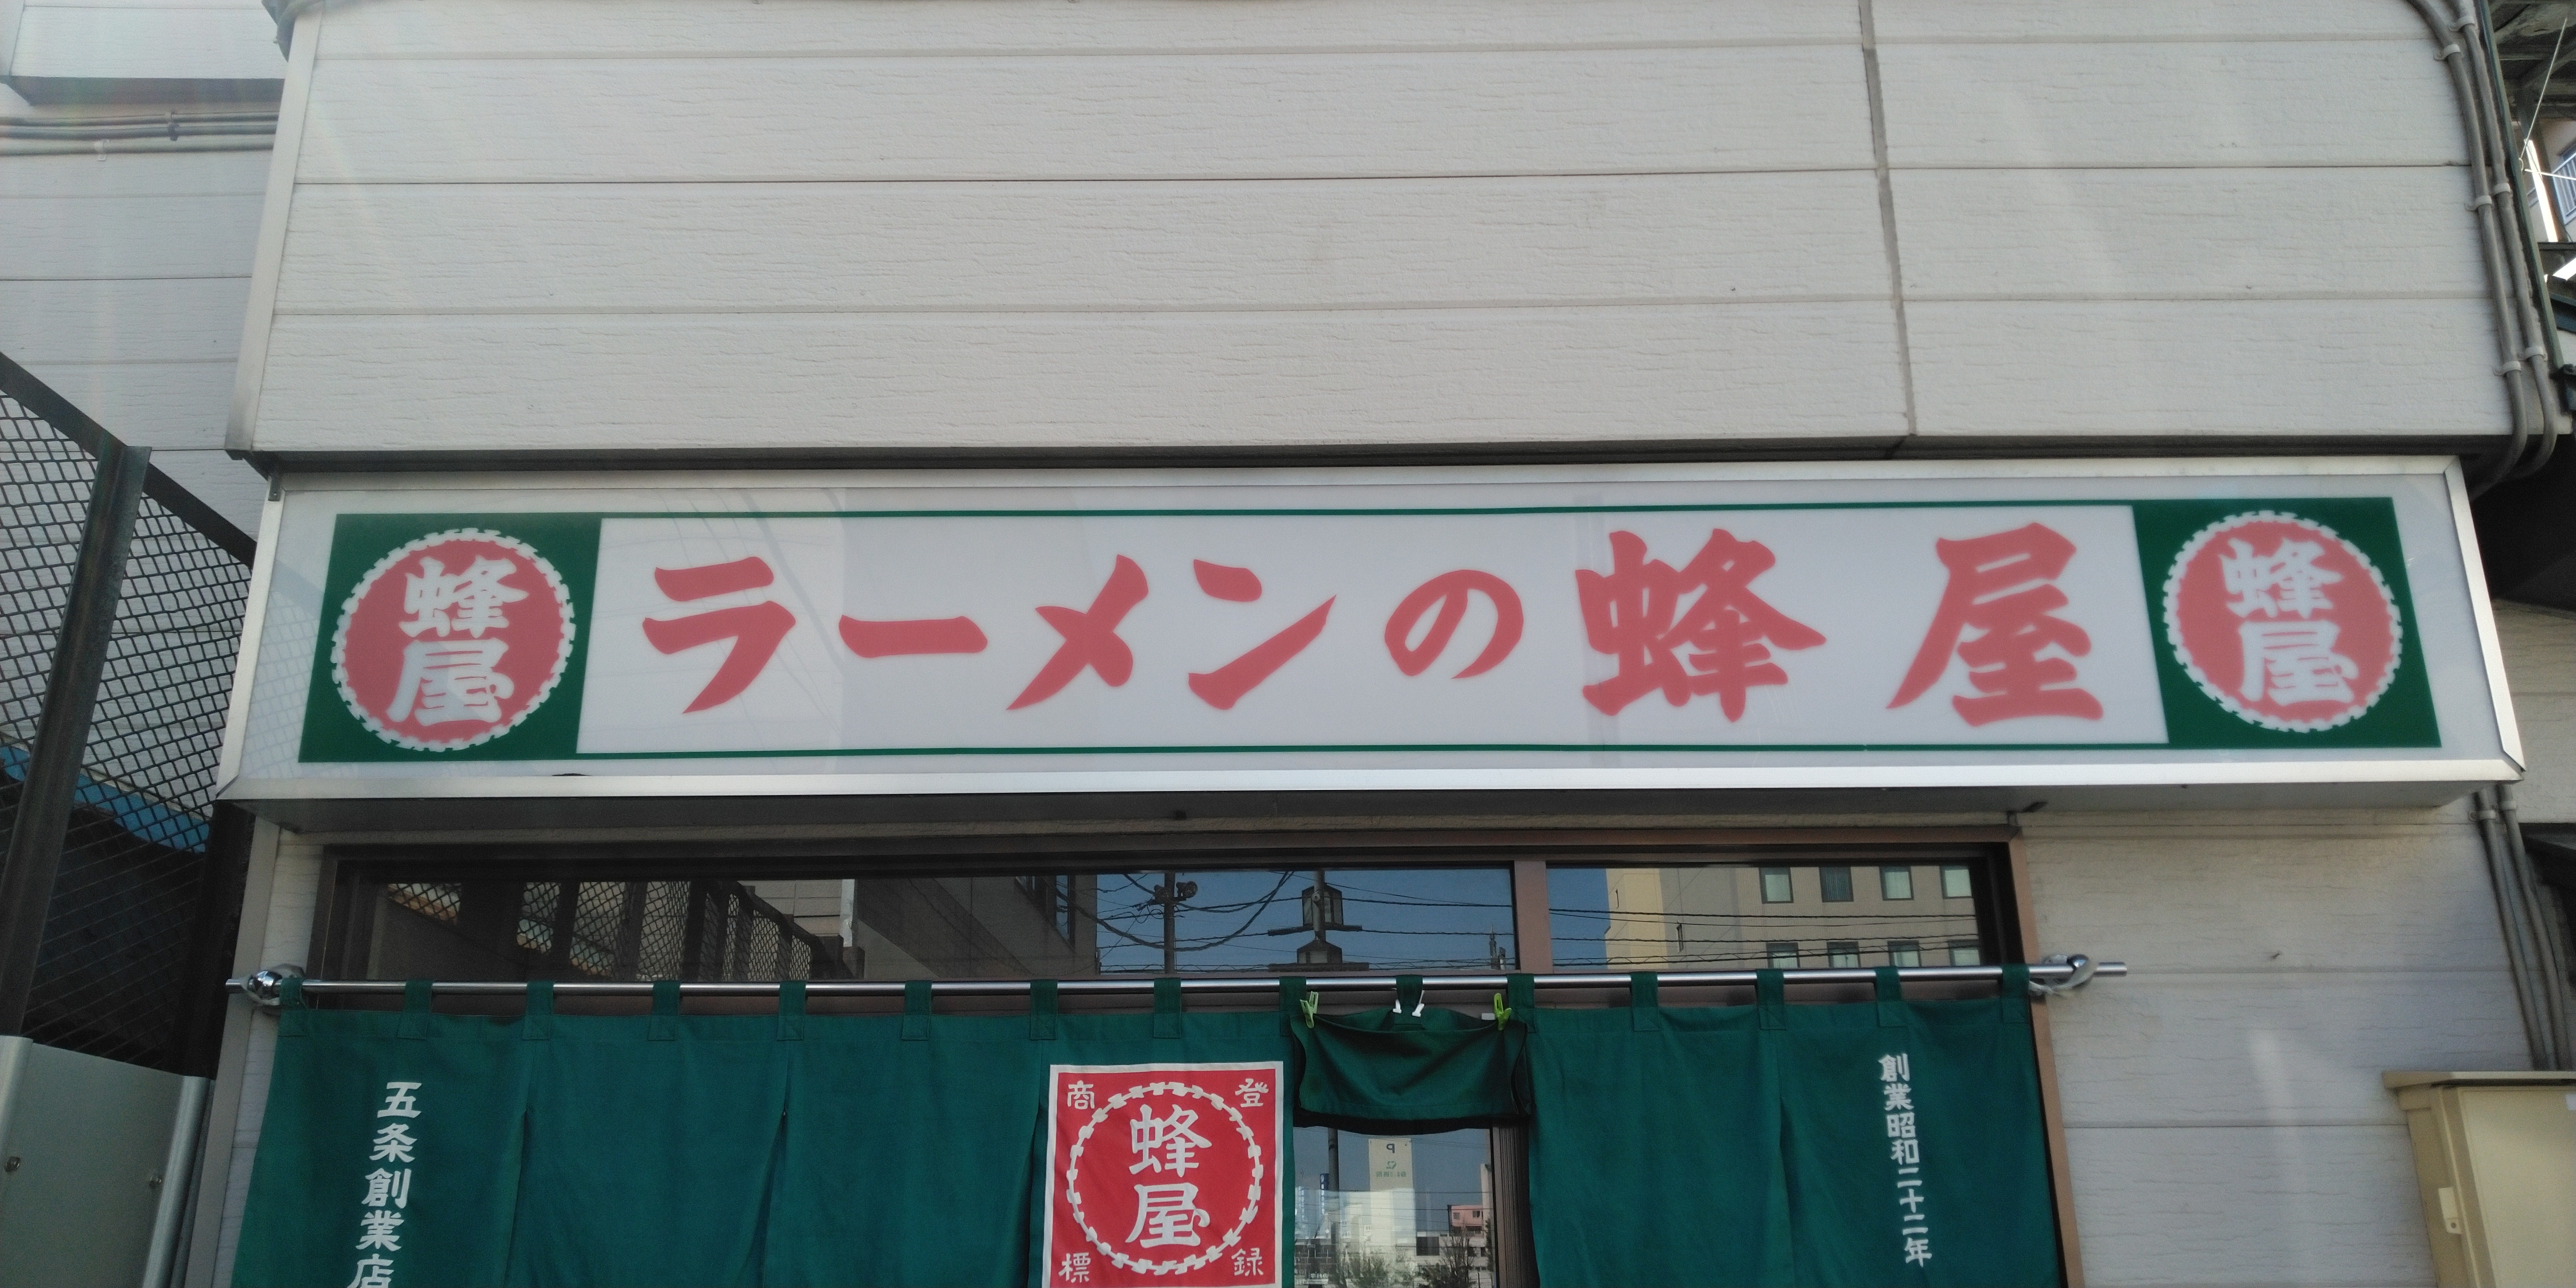 蜂屋
ラーメンの蜂屋
蜂屋
五条創業店
登録商標
蜂屋
創業昭和二十二年
P